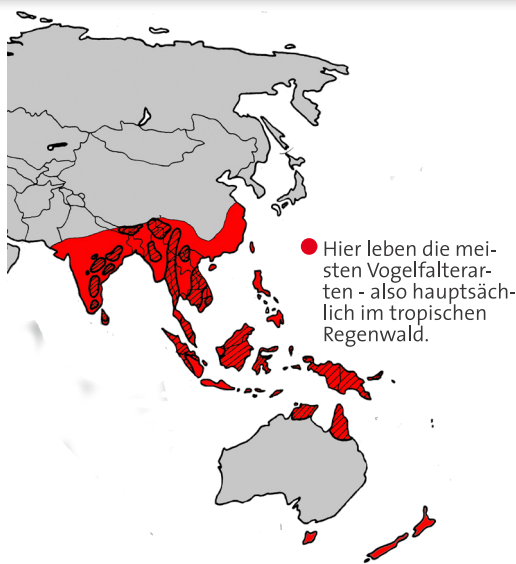 Hier leben die mei-
sten Vogelfalterar-
ten - also hauptsäch-
lich im tropischen
Regenwald.